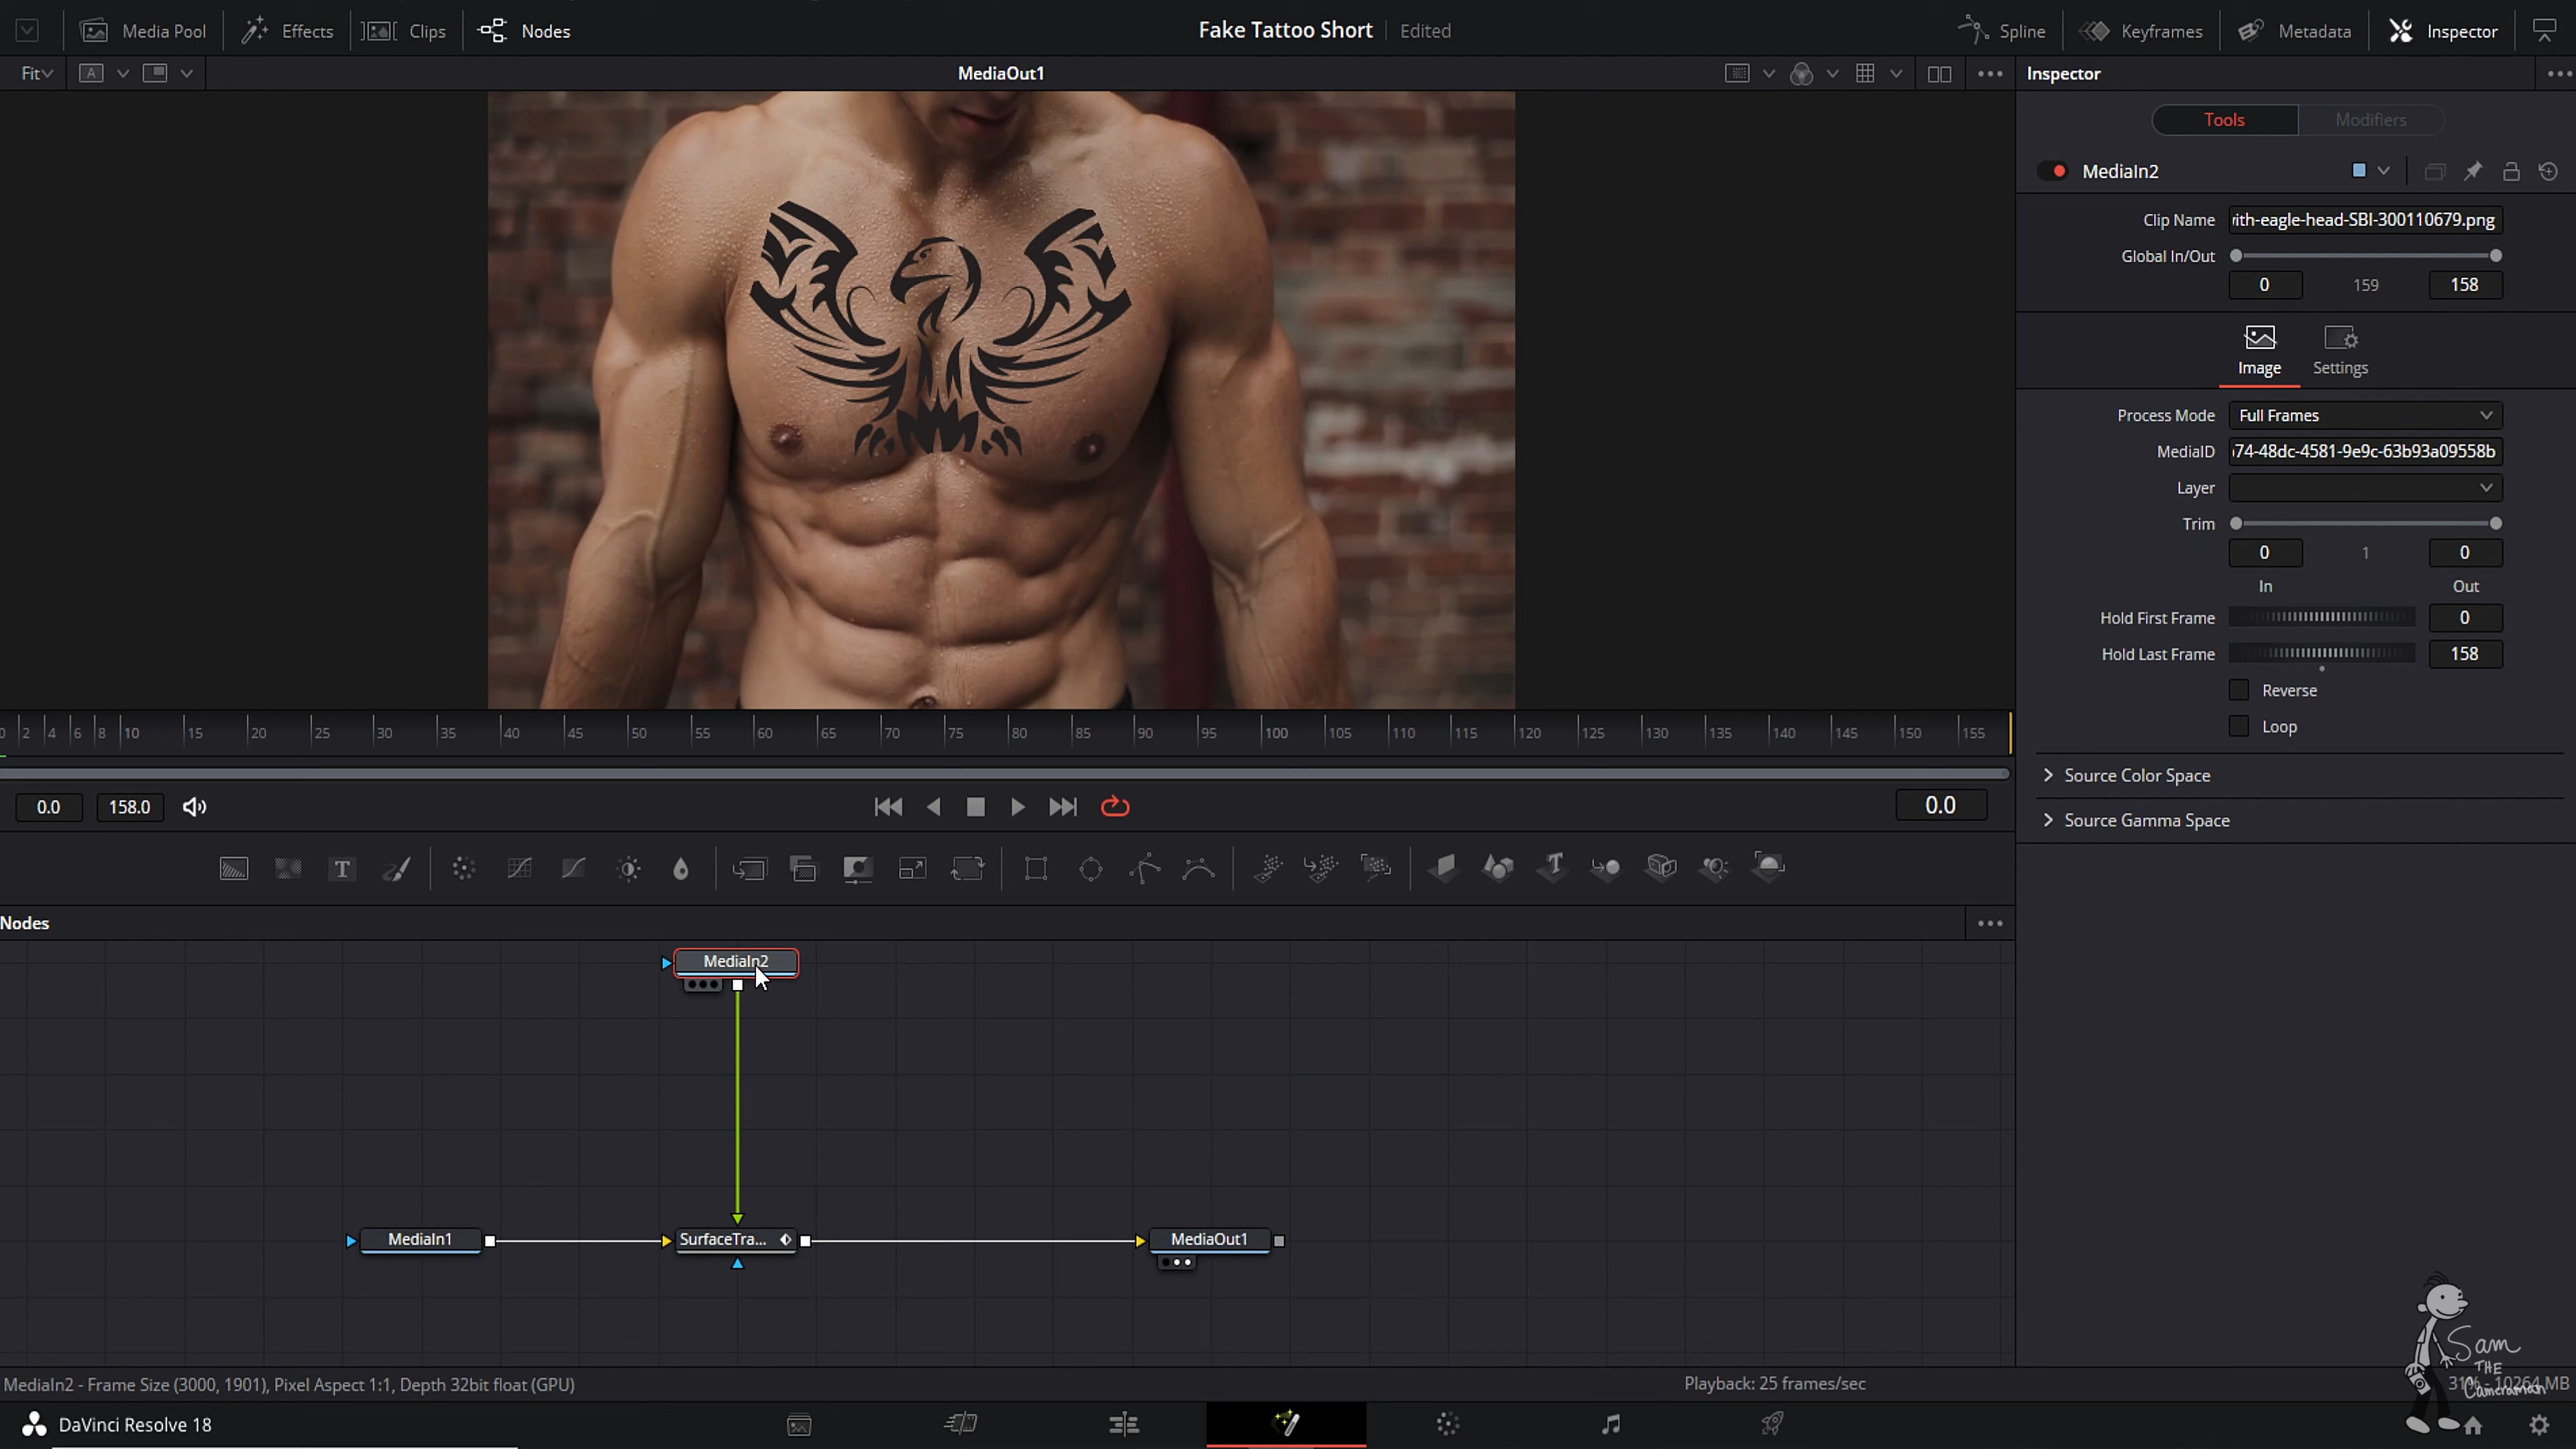 Media Pool
Effects
Clips
Nodes
Fake Tattoo Short
Edited
Spline
Keyframes
Metadata
Inspector
Fit
A
MediaOut1
Inspector
Tools
Modifiers
MediaIn2
Clip Name
ith-eagle-head-SBI-300110679.png
Global In/Out
0 159 158
Image
Settings
Process Mode
Full Frames
MediaID
74-48dc-4581-9e9c-63b93a09558b
Layer
Trim
0 1 0
In Out
Hold First Frame 0
Hold Last Frame 158
Reverse
Loop
Source Color Space
Source Gamma Space
0 2 4 6 8 10 15 20 25 30 35 40 45 50 55 60 65 70 75 80 85 90 95 100 105 110 115 120 125 130 135 140 145 150 155
0.0 158.0
0.0
T
T
Nodes
MediaIn2
MediaIn1
SurfaceTra...
MediaOut1
Sam
THE
Cameraman
MediaIn2 - Frame Size (3000, 1901), Pixel Aspect 1:1, Depth 32bit float (GPU)
Playback: 25 frames/sec
31% - 10264 MB
DaVinci Resolve 18